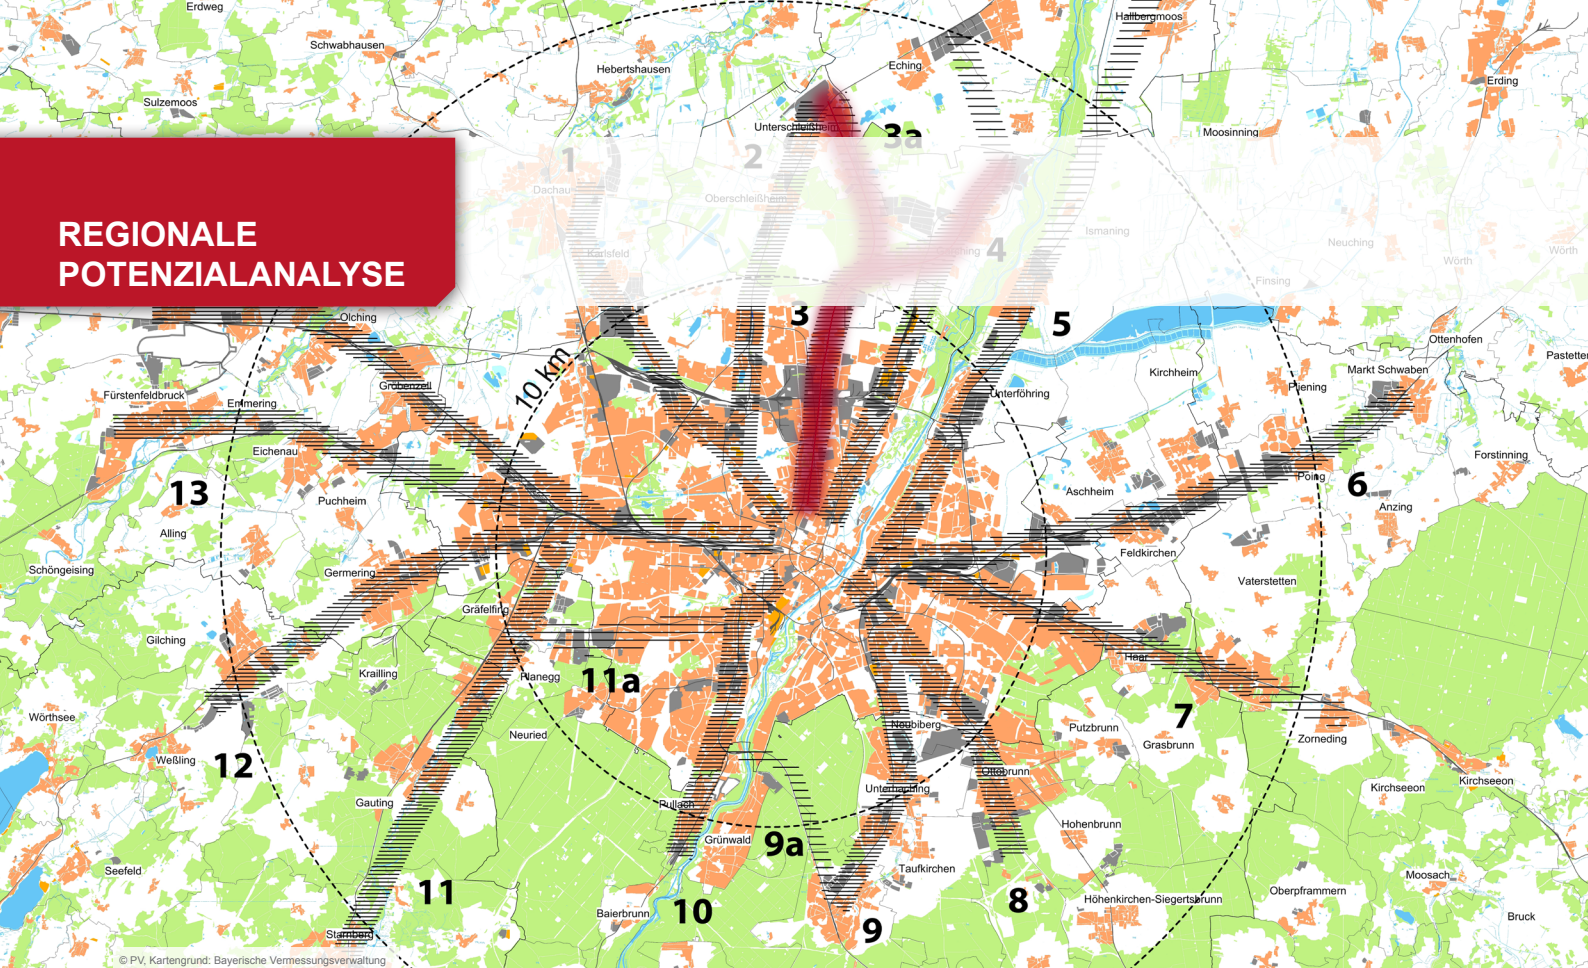 Erdweg
Schwabhausen
Hebertshausen
Eching
Hallbergmoos
Sulzemoos
Erding
Unterschleißheim
3a
Moosinning
1
2
Dachau
Oberschleißheim
REGIONALE
POTENZIALANALYSE
Karlsfeld
4
Ismaning
Neuching
Wörth
Wörth
Finsing
Olching
3
5
10 km
Ottenhofen
Pastetten
Gröbenzell
Kirchheim
Markt Schwaben
Fürstenfeldbruck
Emmering
Unterföhring
Pliening
Eichenau
13
Puchheim
Aschheim
Poing
6
Forstinning
Anzing
Alling
Schöngeising
Germering
Feldkirchen
Vaterstetten
Gräfelfing
Gilching
Krailling
Planegg
11a
Haar
7
Wörthsee
Neuried
Neubiberg
Putzbrunn
Grasbrunn
Zorneding
Weßling
12
Ottobrunn
Kirchseeon
Kirchseeon
Gauting
Pullach
Unterhaching
Grünwald
9a
Hohenbrunn
Seefeld
Taufkirchen
Moosach
11
10
Baierbrunn
8
Höhenkirchen-Siegertsbrunn
Oberpframmern
Bruck
9
Starnberg
© PV, Kartengrund: Bayerische Vermessungsverwaltung